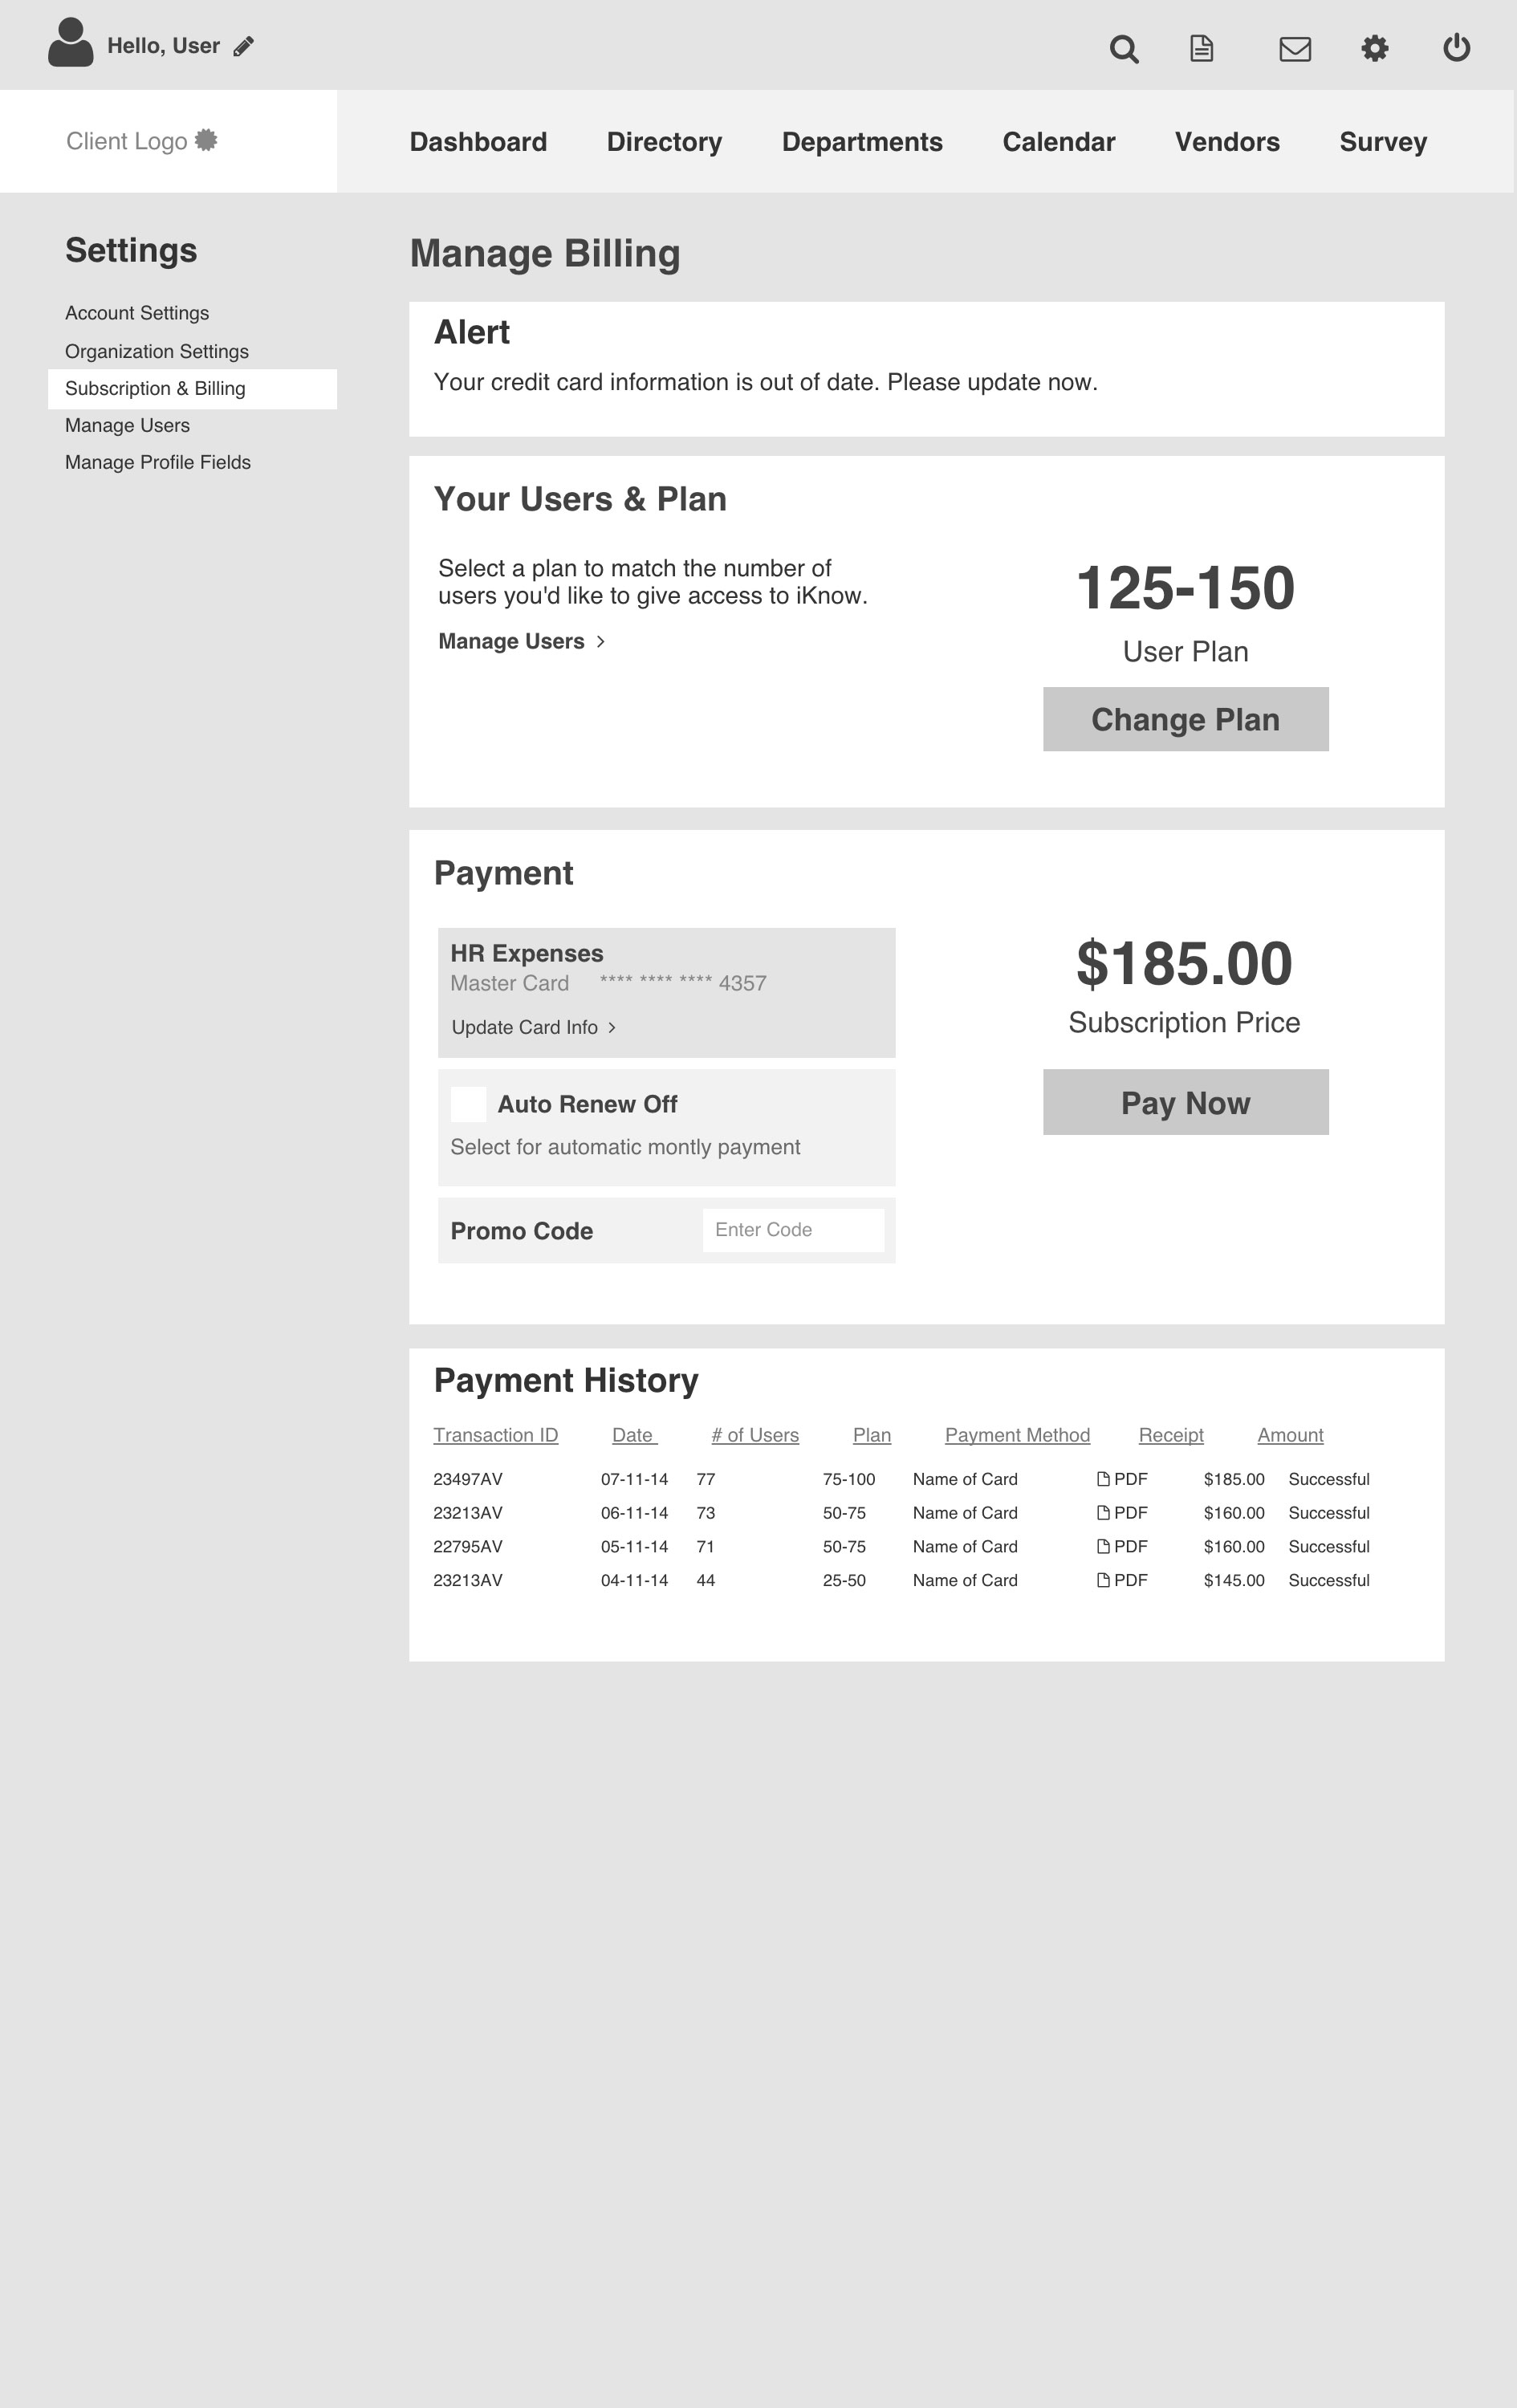 Hello, User
Client Logo
Dashboard Directory Departments Calendar Vendors Survey
Settings
Account Settings
Organization Settings
Subscription & Billing
Manage Users
Manage Profile Fields
Manage Billing
Alert
Your credit card information is out of date. Please update now.
Your Users & Plan
Select a plan to match the number of
users you'd like to give access to iKnow.
Manage Users >
125-150
User Plan
Change Plan
Payment
HR Expenses
Master Card **** **** **** 4357
Update Card Info >
Auto Renew Off
Select for automatic montly payment
Promo Code Enter Code
$185.00
Subscription Price
Pay Now
Payment History
Transaction ID Date # of Users Plan Payment Method Receipt Amount
23497AV 07-11-14 77 75-100 Name of Card PDF $185.00 Successful
23213AV 06-11-14 73 50-75 Name of Card PDF $160.00 Successful
22795AV 05-11-14 71 50-75 Name of Card PDF $160.00 Successful
23213AV 04-11-14 44 25-50 Name of Card PDF $145.00 Successful